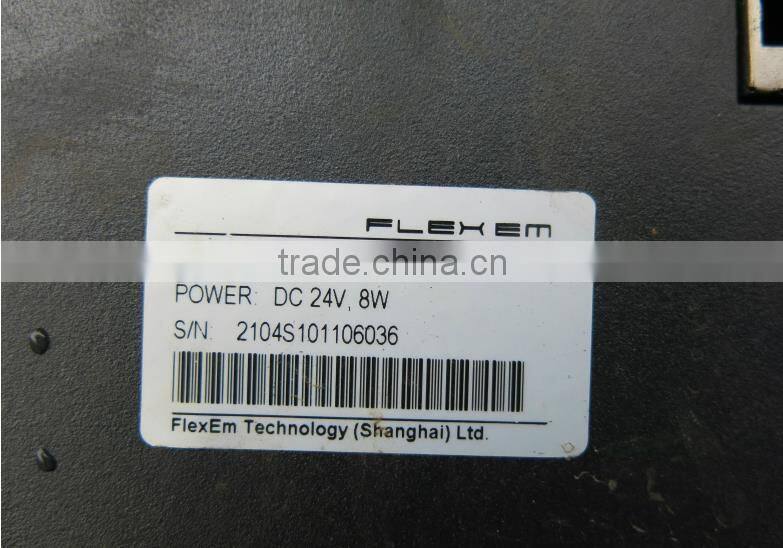 FLEXEM
trade.china.cn
POWER: DC 24V, 8W
S/N: 2104S101106036
FlexEm Technology (Shanghai) Ltd.